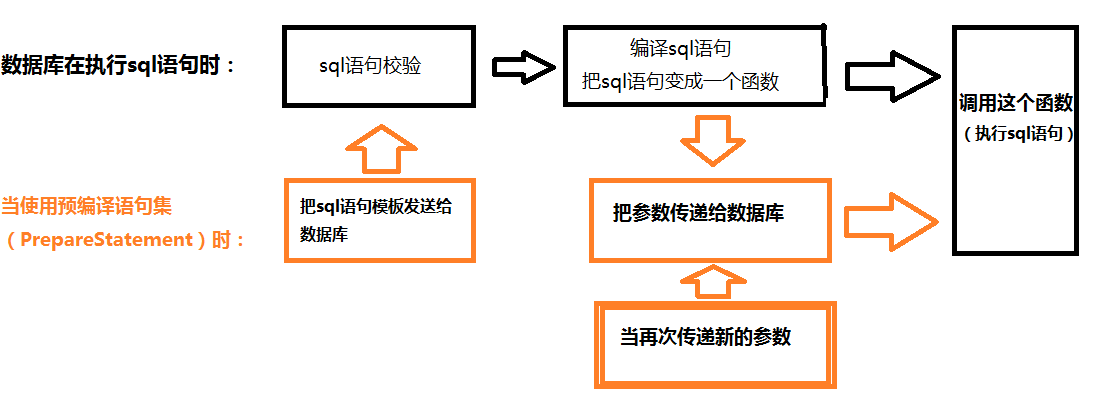 数据库在执行sql语句时：
sql语句校验
编译sql语句
把sql语句变成一个函数
调用这个函数
（执行sql语句）
当使用预编译语句集
（PrepareStatement）时：
把sql语句模板发送给
数据库
把参数传递给数据库
当再次传递新的参数